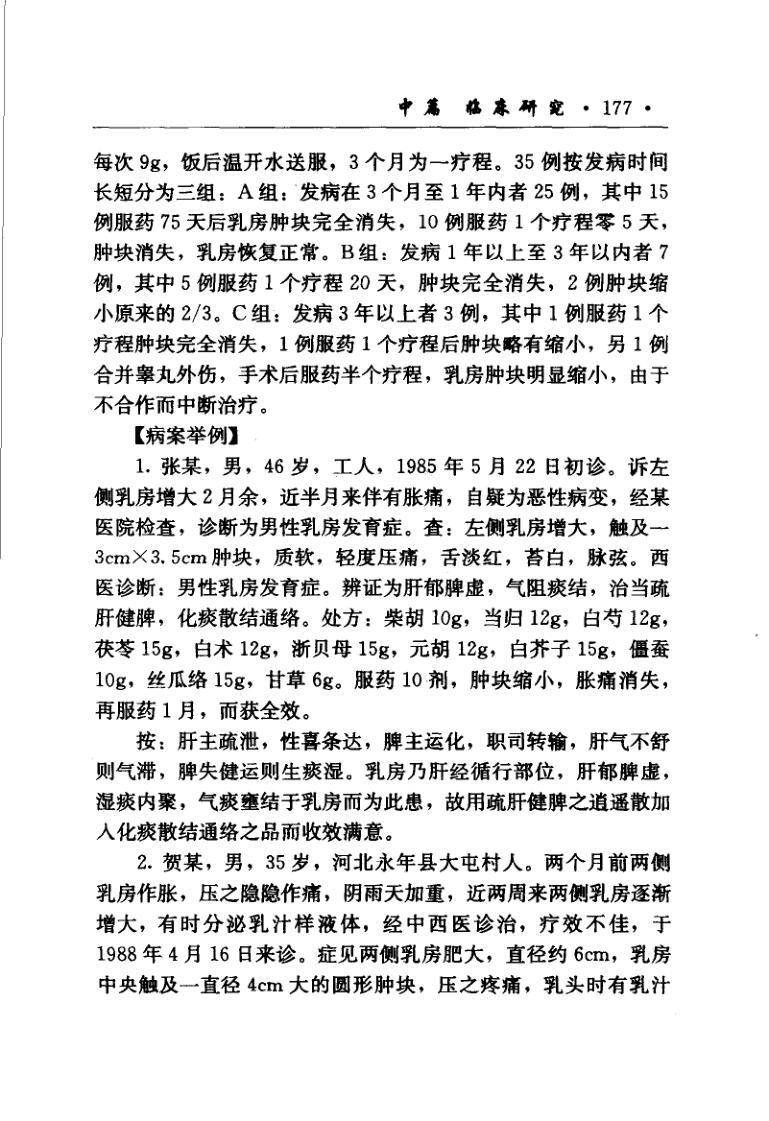 中篇 临床研究 · 177 ·
每次 9g，饭后温开水送服，3 个月为一疗程。35 例按发病时间
长短分为三组：A 组：发病在 3 个月至 1 年内者 25 例，其中 15
例服药 75 天后乳房肿块完全消失，10 例服药 1 个疗程零 5 天，
肿块消失，乳房恢复正常。B 组：发病 1 年以上至 3 年以内者 7
例，其中 5 例服药 1 个疗程 20 天，肿块完全消失，2 例肿块缩
小原来的 2/3。C 组：发病 3 年以上者 3 例，其中 1 例服药 1 个
疗程肿块完全消失，1 例服药 1 个疗程后肿块略有缩小，另 1 例
合并睾丸外伤，手术后服药半个疗程，乳房肿块明显缩小，由于
不合作而中断治疗。
【病案举例】
1. 张某，男，46 岁，工人，1985 年 5 月 22 日初诊。诉左
侧乳房增大 2 月余，近半月来伴有胀痛，自疑为恶性病变，经某
医院检查，诊断为男性乳房发育症。查：左侧乳房增大，触及一
3cm×3.5cm 肿块，质软，轻度压痛，舌淡红，苔白，脉弦。西
医诊断：男性乳房发育症。辨证为肝郁脾虚，气阻痰结，治当疏
肝健脾，化痰散结通络。处方：柴胡 10g，当归 12g，白芍 12g，
茯苓 15g，白术 12g，浙贝母 15g，元胡 12g，白芥子 15g，僵蚕
10g，丝瓜络 15g，甘草 6g。服药 10 剂，肿块缩小，胀痛消失，
再服药 1 月，而获全效。
按：肝主疏泄，性喜条达，脾主运化，职司转输，肝气不舒
则气滞，脾失健运则生痰湿。乳房乃肝经循行部位，肝郁脾虚，
湿痰内聚，气痰壅结于乳房而为此患，故用疏肝健脾之逍遥散加
入化痰散结通络之品而收效满意。
2. 贺某，男，35 岁，河北永年县大屯村人。两个月前两侧
乳房作胀，压之隐隐作痛，阴雨天加重，近两周来两侧乳房逐渐
增大，有时分泌乳汁样液体，经中西医诊治，疗效不佳，于
1988 年 4 月 16 日来诊。症见两侧乳房肥大，直径约 6cm，乳房
中央触及一直径 4cm 大的圆形肿块，压之疼痛，乳头时有乳汁